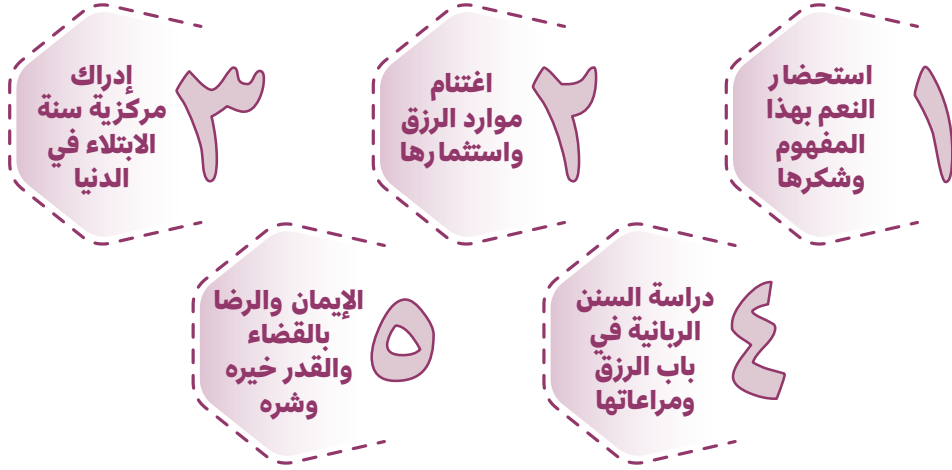 ١
استحضار
النعم بهذا
المفهوم
وشكرها
٢
اغتنام
موارد الرزق
واستثمارها
٣
إدراك
مركزية سنة
الابتلاء في
الدنيا
٤
دراسة السنن
الربانية في
باب الرزق
ومراعاتها
٥
الإيمان والرضا
بالقضاء
والقدر خيره
وشره